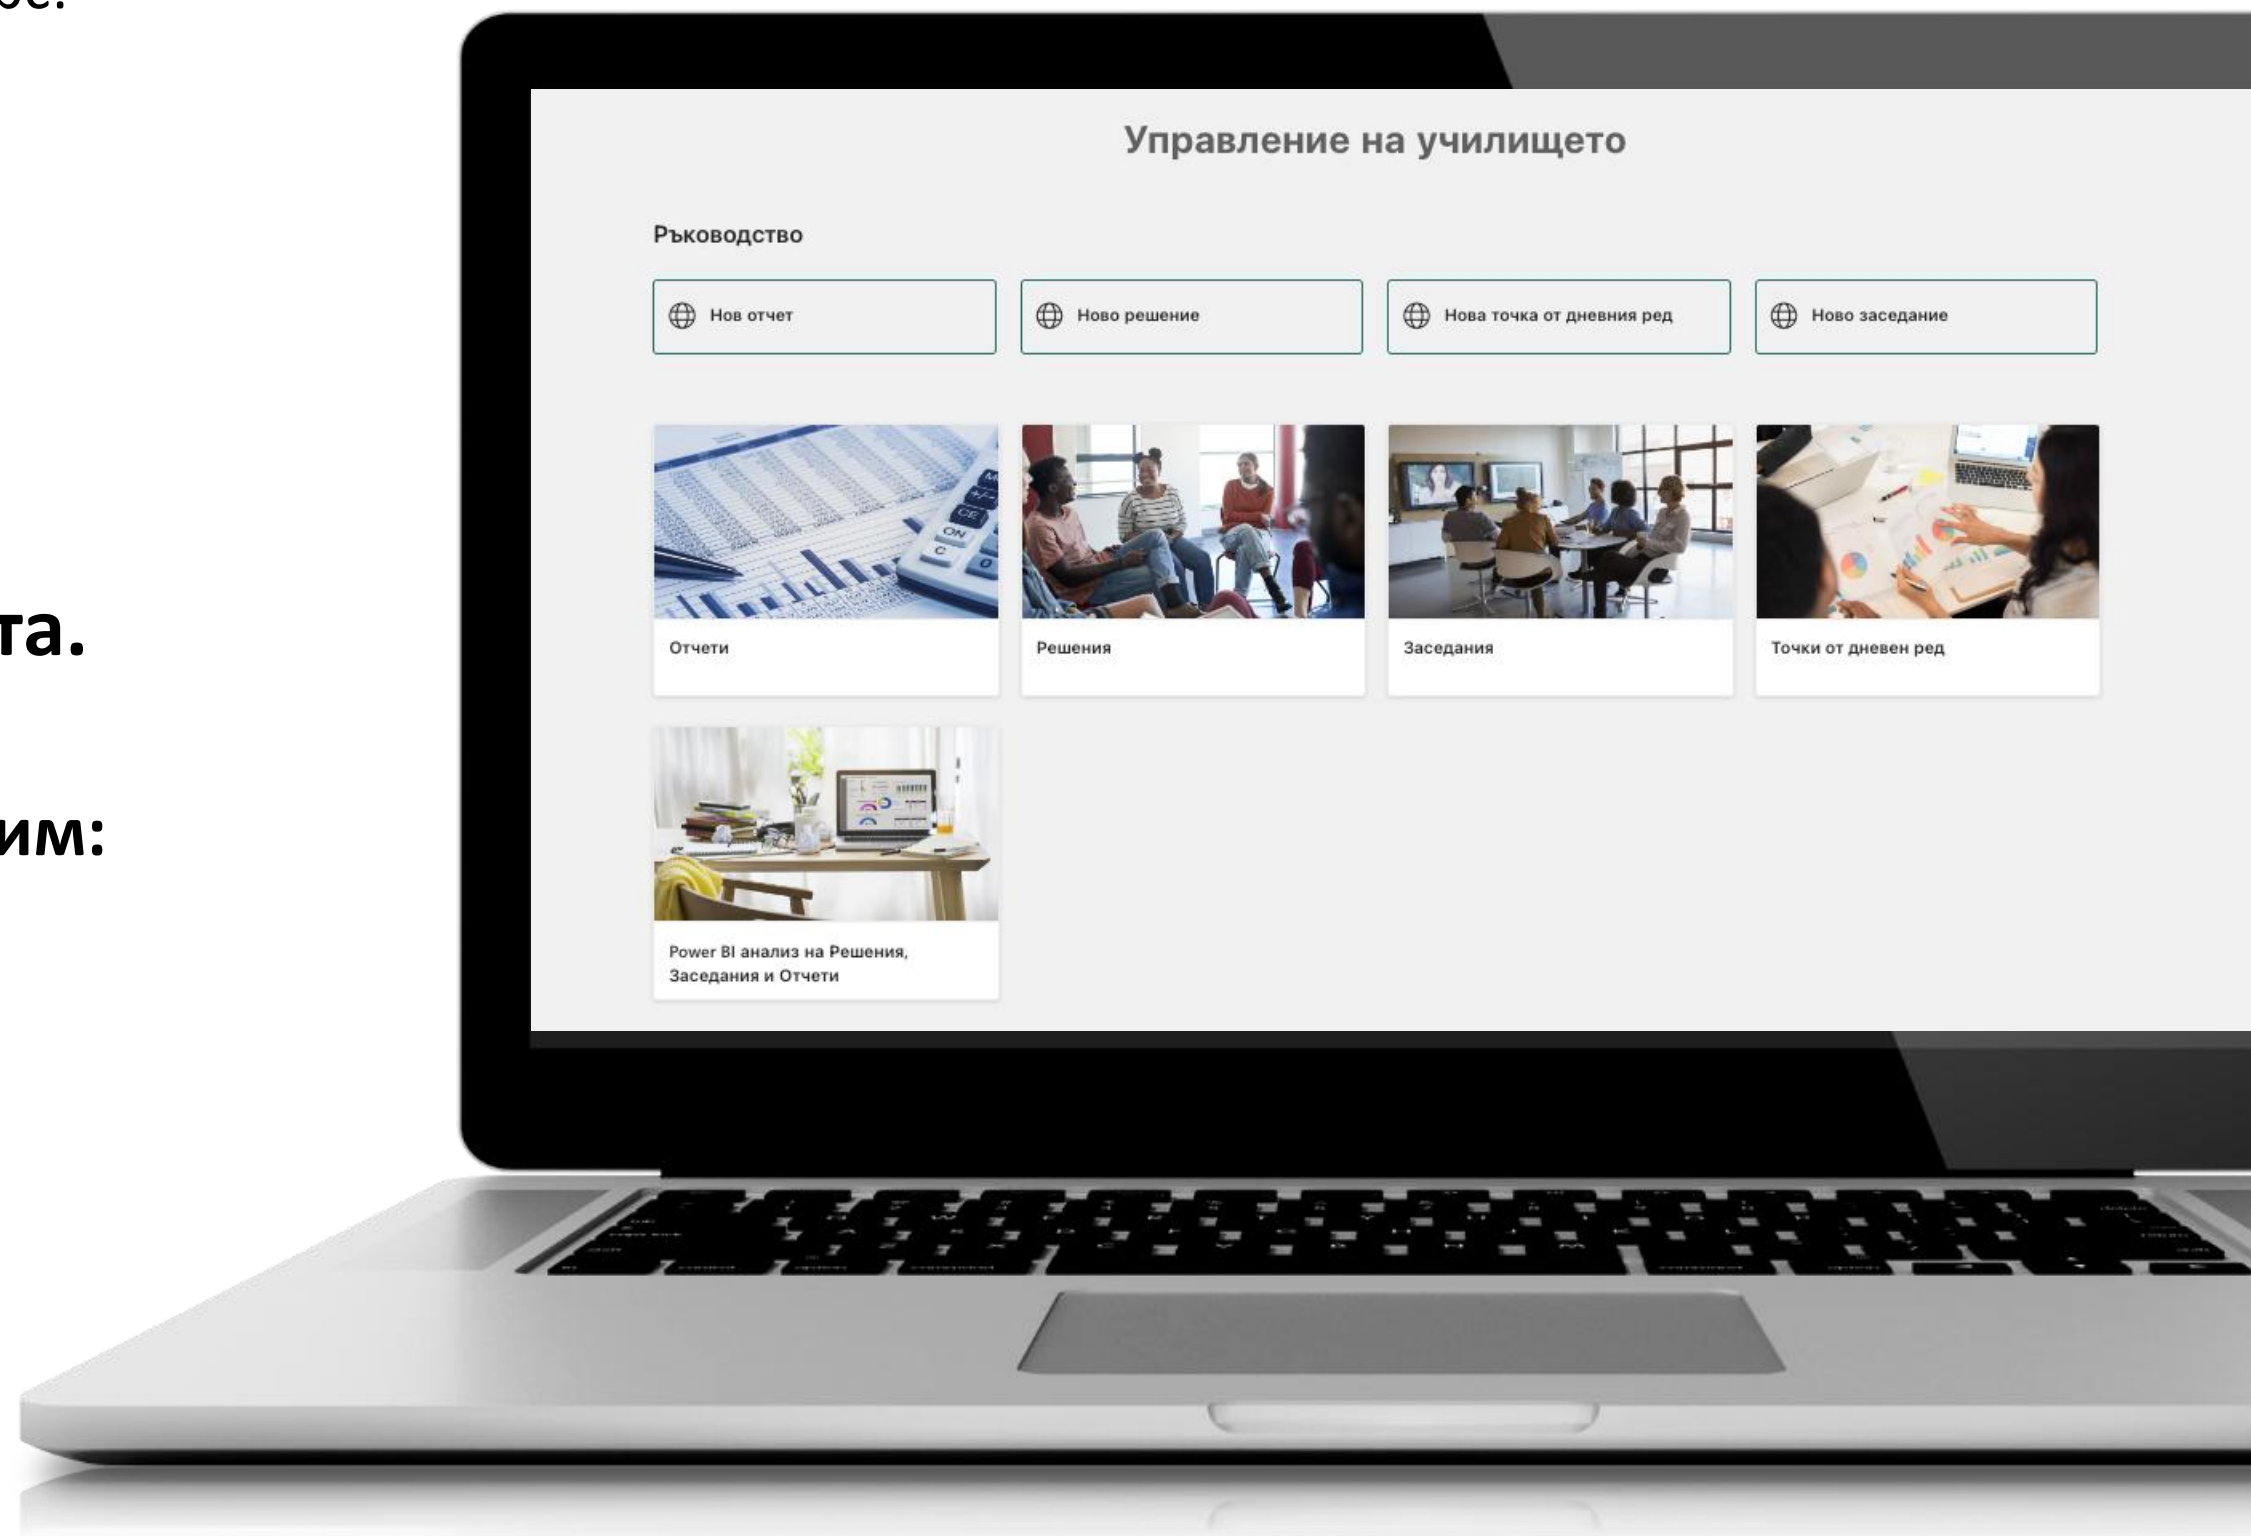 та.
им:
Управление на училището
Ръководство
Нов отчет
Ново решение
Нова точка от дневния ред
Ново заседание
Отчети
Решения
Заседания
Точки от дневен ред
Power BI анализ на Решения,
Заседания и Отчети